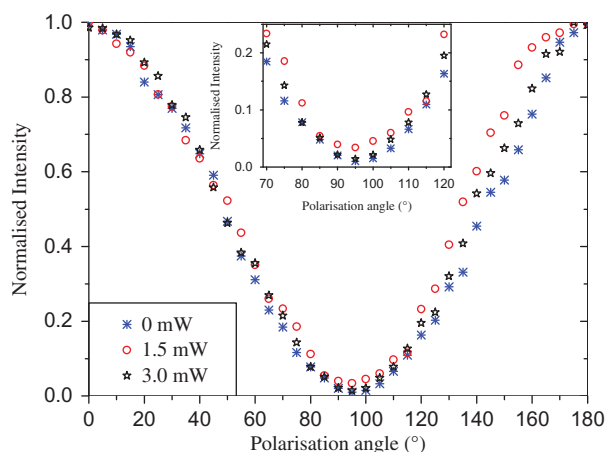 1.0
0.8
0.6
0.4
0.2
0.0
Normalised Intensity
0 20 40 60 80 100 120 140 160 180
Polarisation angle (°)
0 mW
1.5 mW
3.0 mW
0.2
0.1
0.0
Normalised Intensity
70 80 90 100 110 120
Polarisation angle (°)